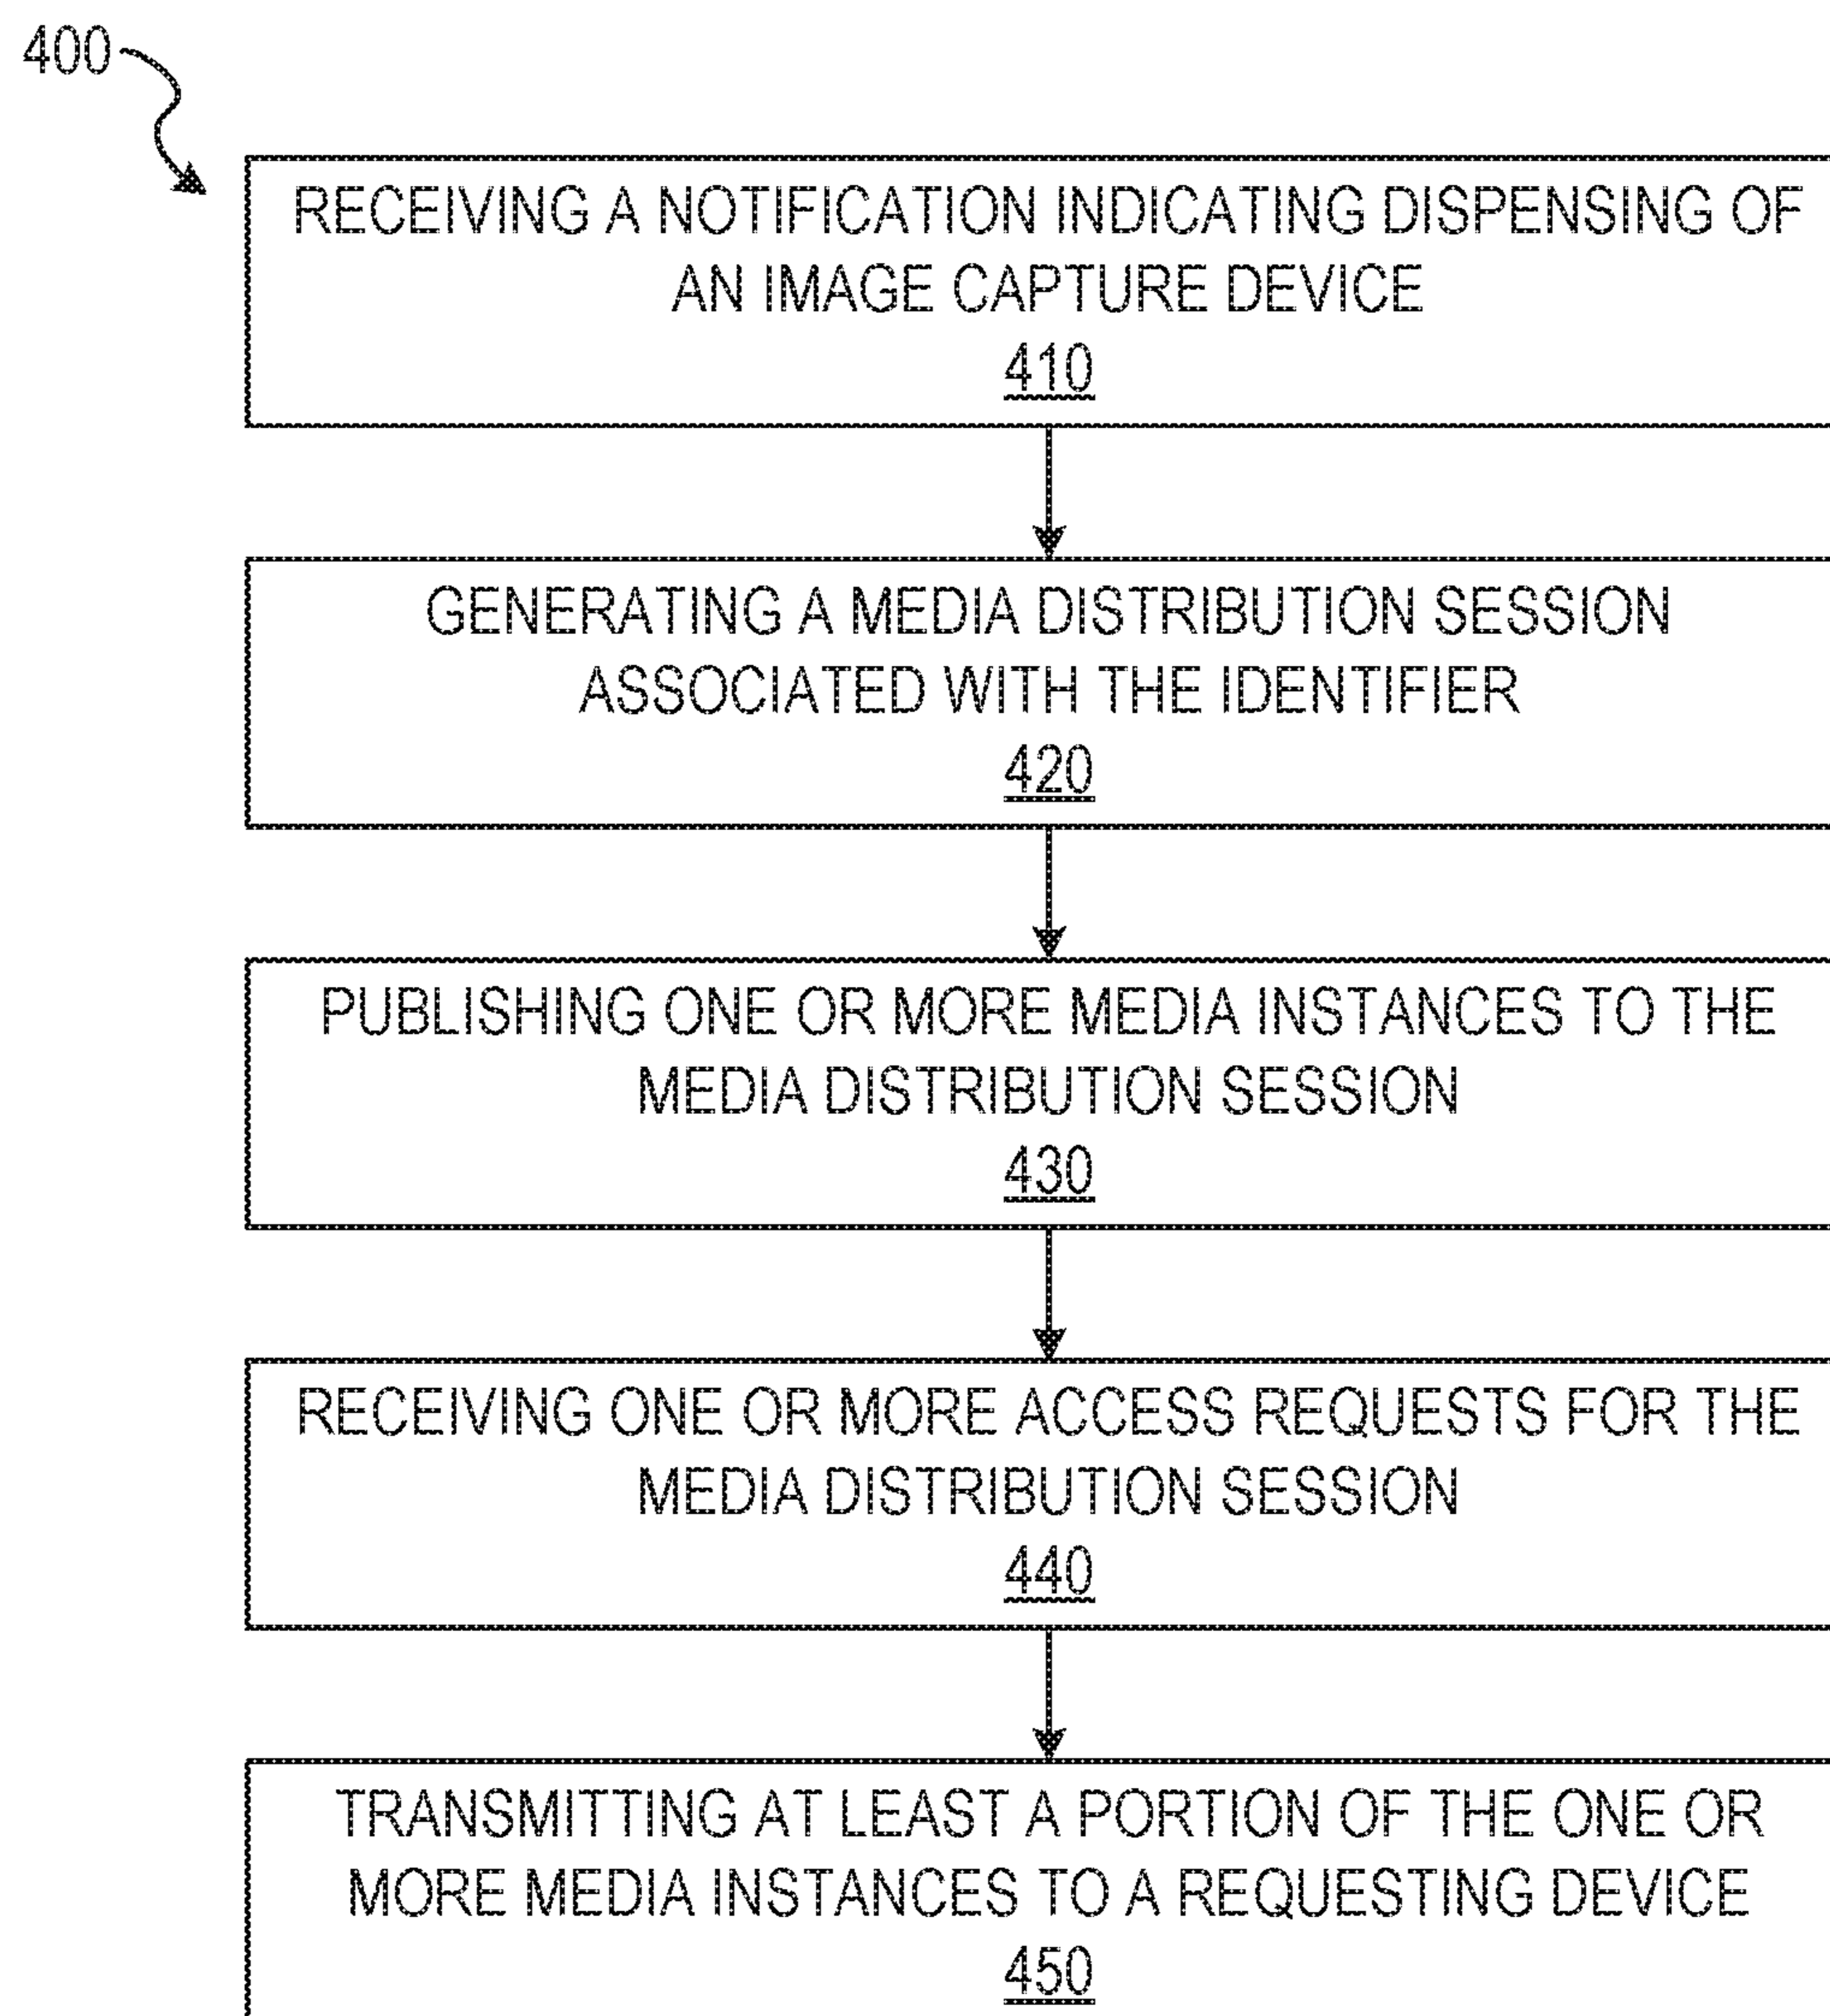 400
RECEIVING A NOTIFICATION INDICATING DISPENSING OF
AN IMAGE CAPTURE DEVICE
410
GENERATING A MEDIA DISTRIBUTION SESSION
ASSOCIATED WITH THE IDENTIFIER
420
PUBLISHING ONE OR MORE MEDIA INSTANCES TO THE
MEDIA DISTRIBUTION SESSION
430
RECEIVING ONE OR MORE ACCESS REQUESTS FOR THE
MEDIA DISTRIBUTION SESSION
440
TRANSMITTING AT LEAST A PORTION OF THE ONE OR
MORE MEDIA INSTANCES TO A REQUESTING DEVICE
450